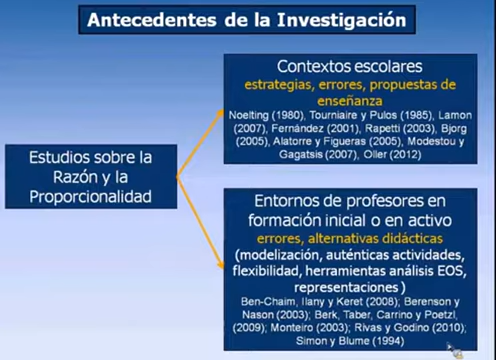 Antecedentes de la Investigación
Contextos escolares
estrategias, errores, propuestas de
enseñanza
Noelting (1980), Tourniaire y Pulos (1985), Lamon
(2007), Fernández (2001), Rapetti (2003), Bjorg
(2005), Alatorre y Figueras (2005), Modestou y
Gagatsis (2007), Oller (2012)
Estudios sobre la
Razón y la
Proporcionalidad
Entornos de profesores en
formación inicial o en activo
errores, alternativas didácticas
(modelización, auténticas actividades,
flexibilidad, herramientas análisis EOS,
representaciones)
Ben-Chaim, Ilany y Keret (2008); Berenson y
Nason (2003); Berk, Taber, Carrino y Poetzl,
(2009); Monteiro (2003); Rivas y Godino (2010);
Simon y Blume (1994)